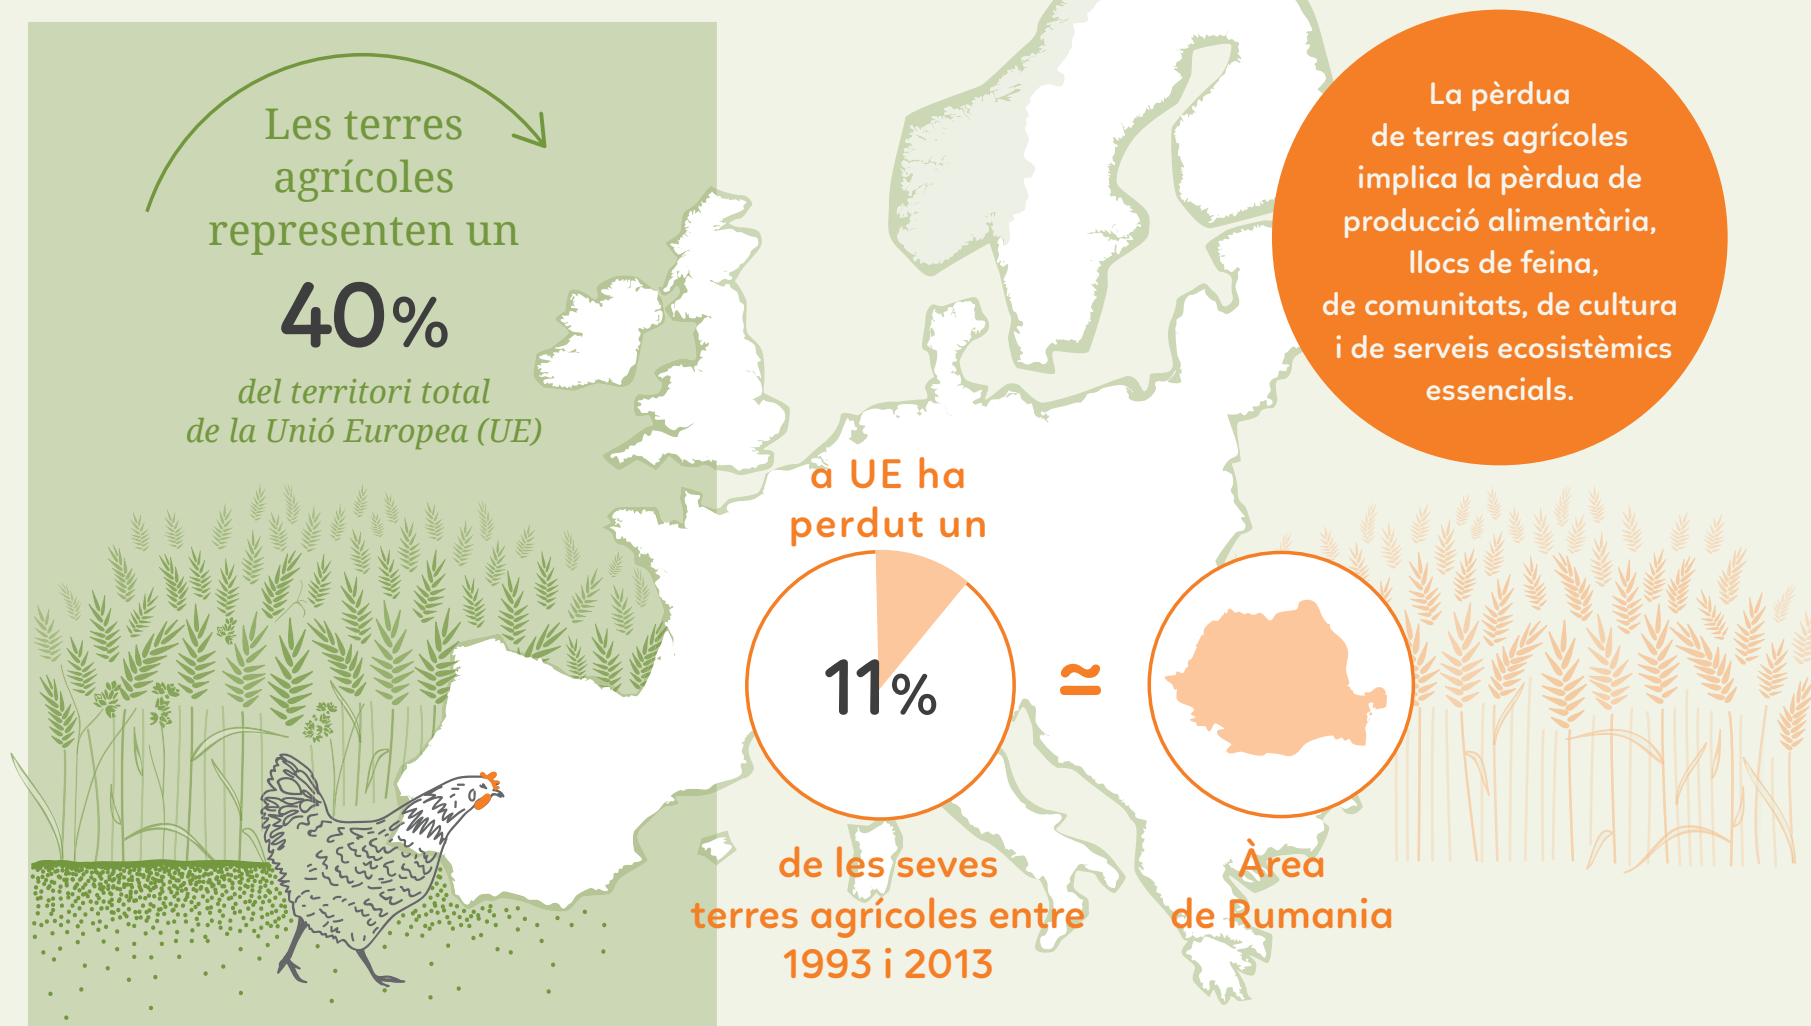 Les terres
agrícoles
representen un
40%
del territori total
de la Unió Europea (UE)
a UE ha
perdut un
11%
de les seves
terres agrícoles entre
1993 i 2013
≃
Àrea
de Rumania
La pèrdua
de terres agrícoles
implica la pèrdua de
producció alimentària,
llocs de feina,
de comunitats, de cultura
i de serveis ecosistèmics
essencials.